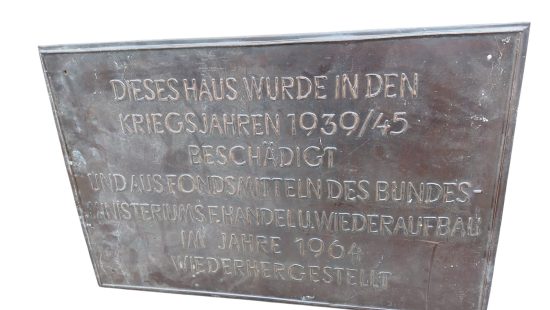 DIESES HAUS WURDE IN DEN
KRIEGSJAHREN 1939/45
BESCHÄDIGT
UND AUS FONDSMITTELN DES BUNDES-
MINISTERIUMS F. HANDEL U. WIEDERAUFBAU
IM JAHRE 1964
WIEDERHERGESTELLT